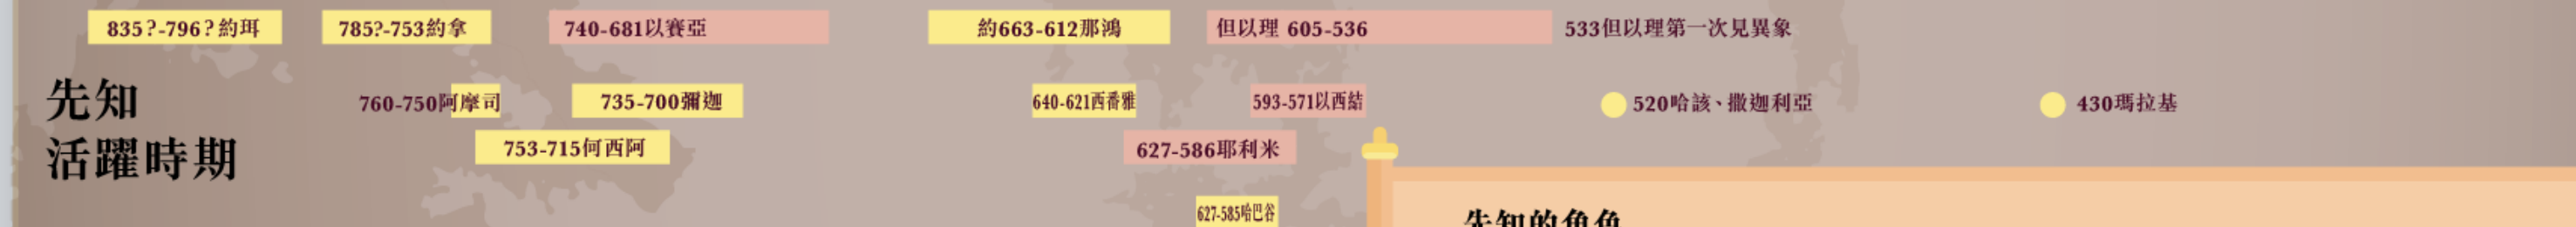 835?-796?約珥
785?-753約拿
740-681以賽亞
約663-612那鴻
但以理 605-536
533但以理第一次見異象
先知
活躍時期
760-750阿摩司
735-700彌迦
640-621西番雅
593-571以西結
520哈該、撒迦利亞
430瑪拉基
753-715何西阿
627-586耶利米
627-585哈巴谷
先知的角色